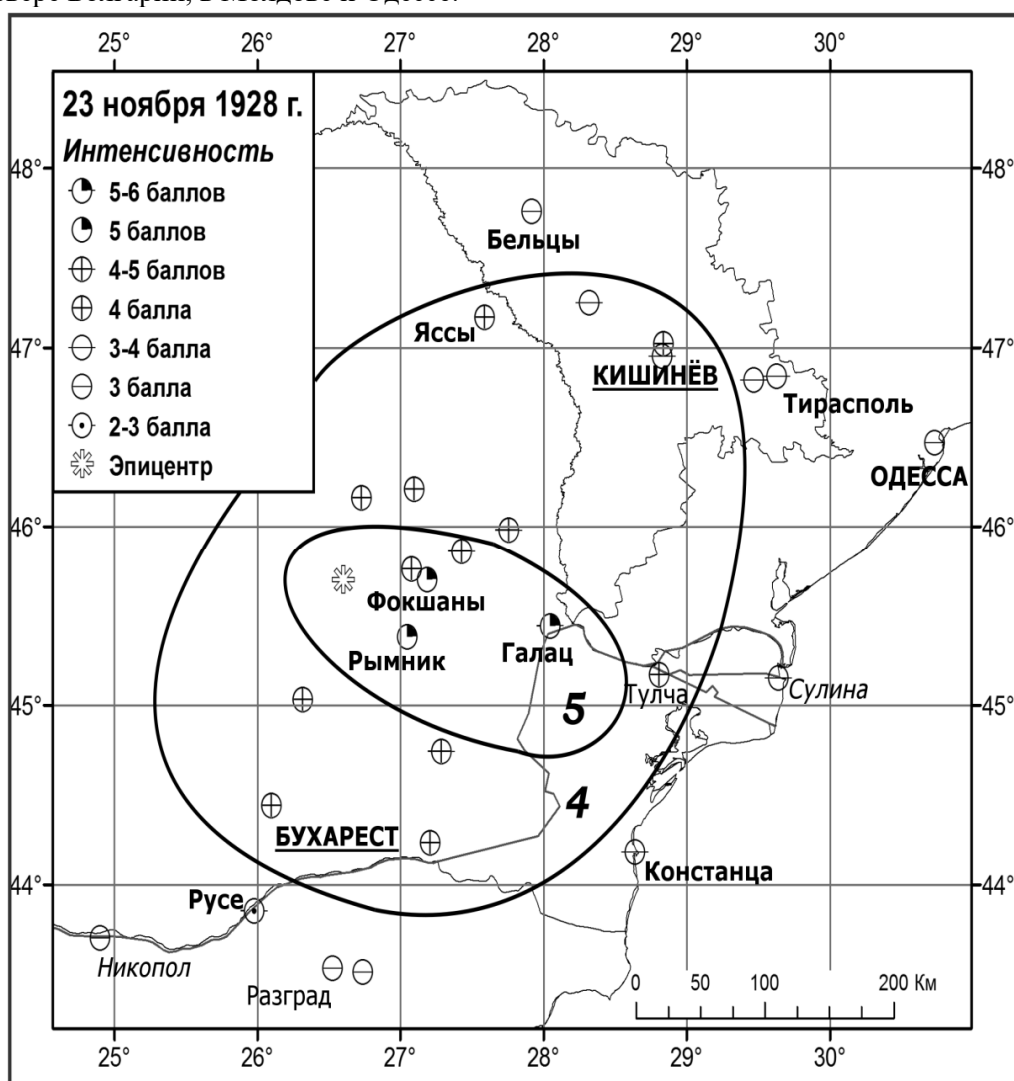 вере Болгарии, в Молдове и Одессе.
25° 26° 27° 28° 29° 30°
23 ноября 1928 г.
Интенсивность
5-6 баллов
5 баллов
4-5 баллов
4 балла
3-4 балла
3 балла
2-3 балла
Эпицентр
48° 48°
Бельцы
Яссы
47° 47°
КИШИНЁВ
Тирасполь
ОДЕССА
46° 46°
Фокшаны
Рымник
Галац
Тулча
Сулина
45° 45°
5
4
БУХАРЕСТ
Констанца
44° 44°
Русе
Никопол
Разград
0 50 100 200 Км
25° 26° 27° 28° 29° 30°